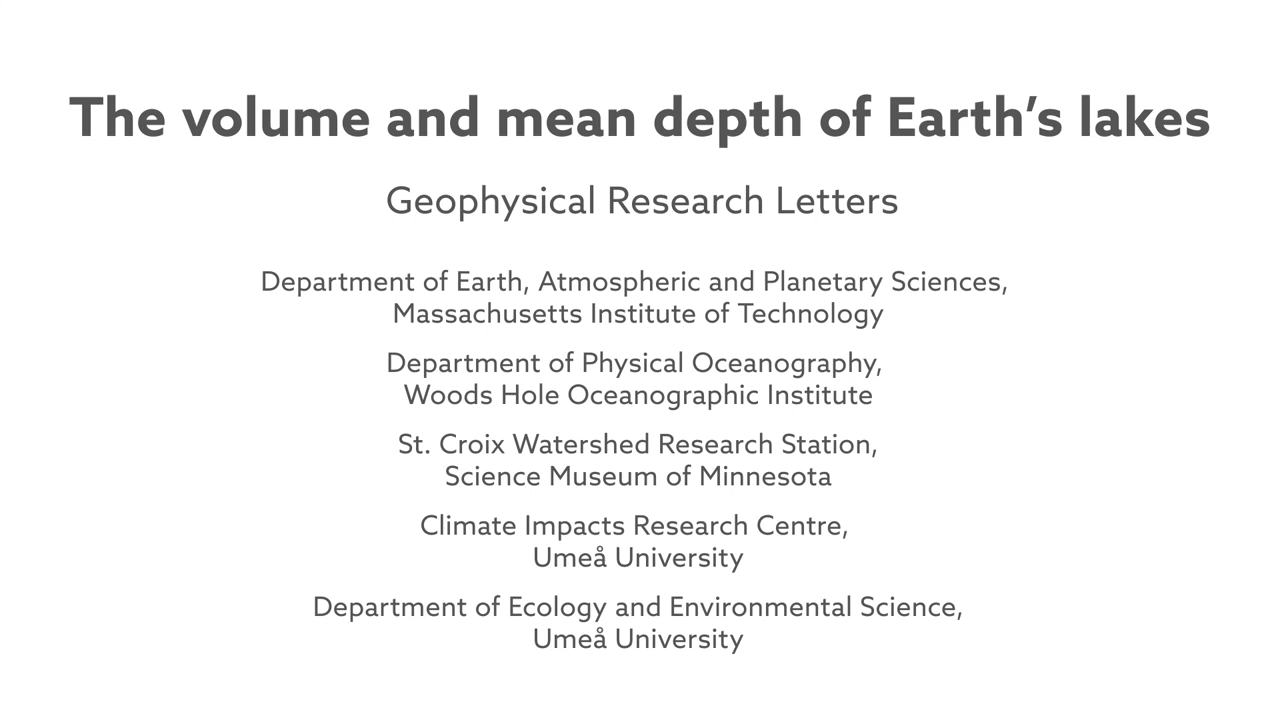 The volume and mean depth of Earth’s lakes
Geophysical Research Letters
Department of Earth, Atmospheric and Planetary Sciences,
Massachusetts Institute of Technology
Department of Physical Oceanography,
Woods Hole Oceanographic Institute
St. Croix Watershed Research Station,
Science Museum of Minnesota
Climate Impacts Research Centre,
Umeå University
Department of Ecology and Environmental Science,
Umeå University